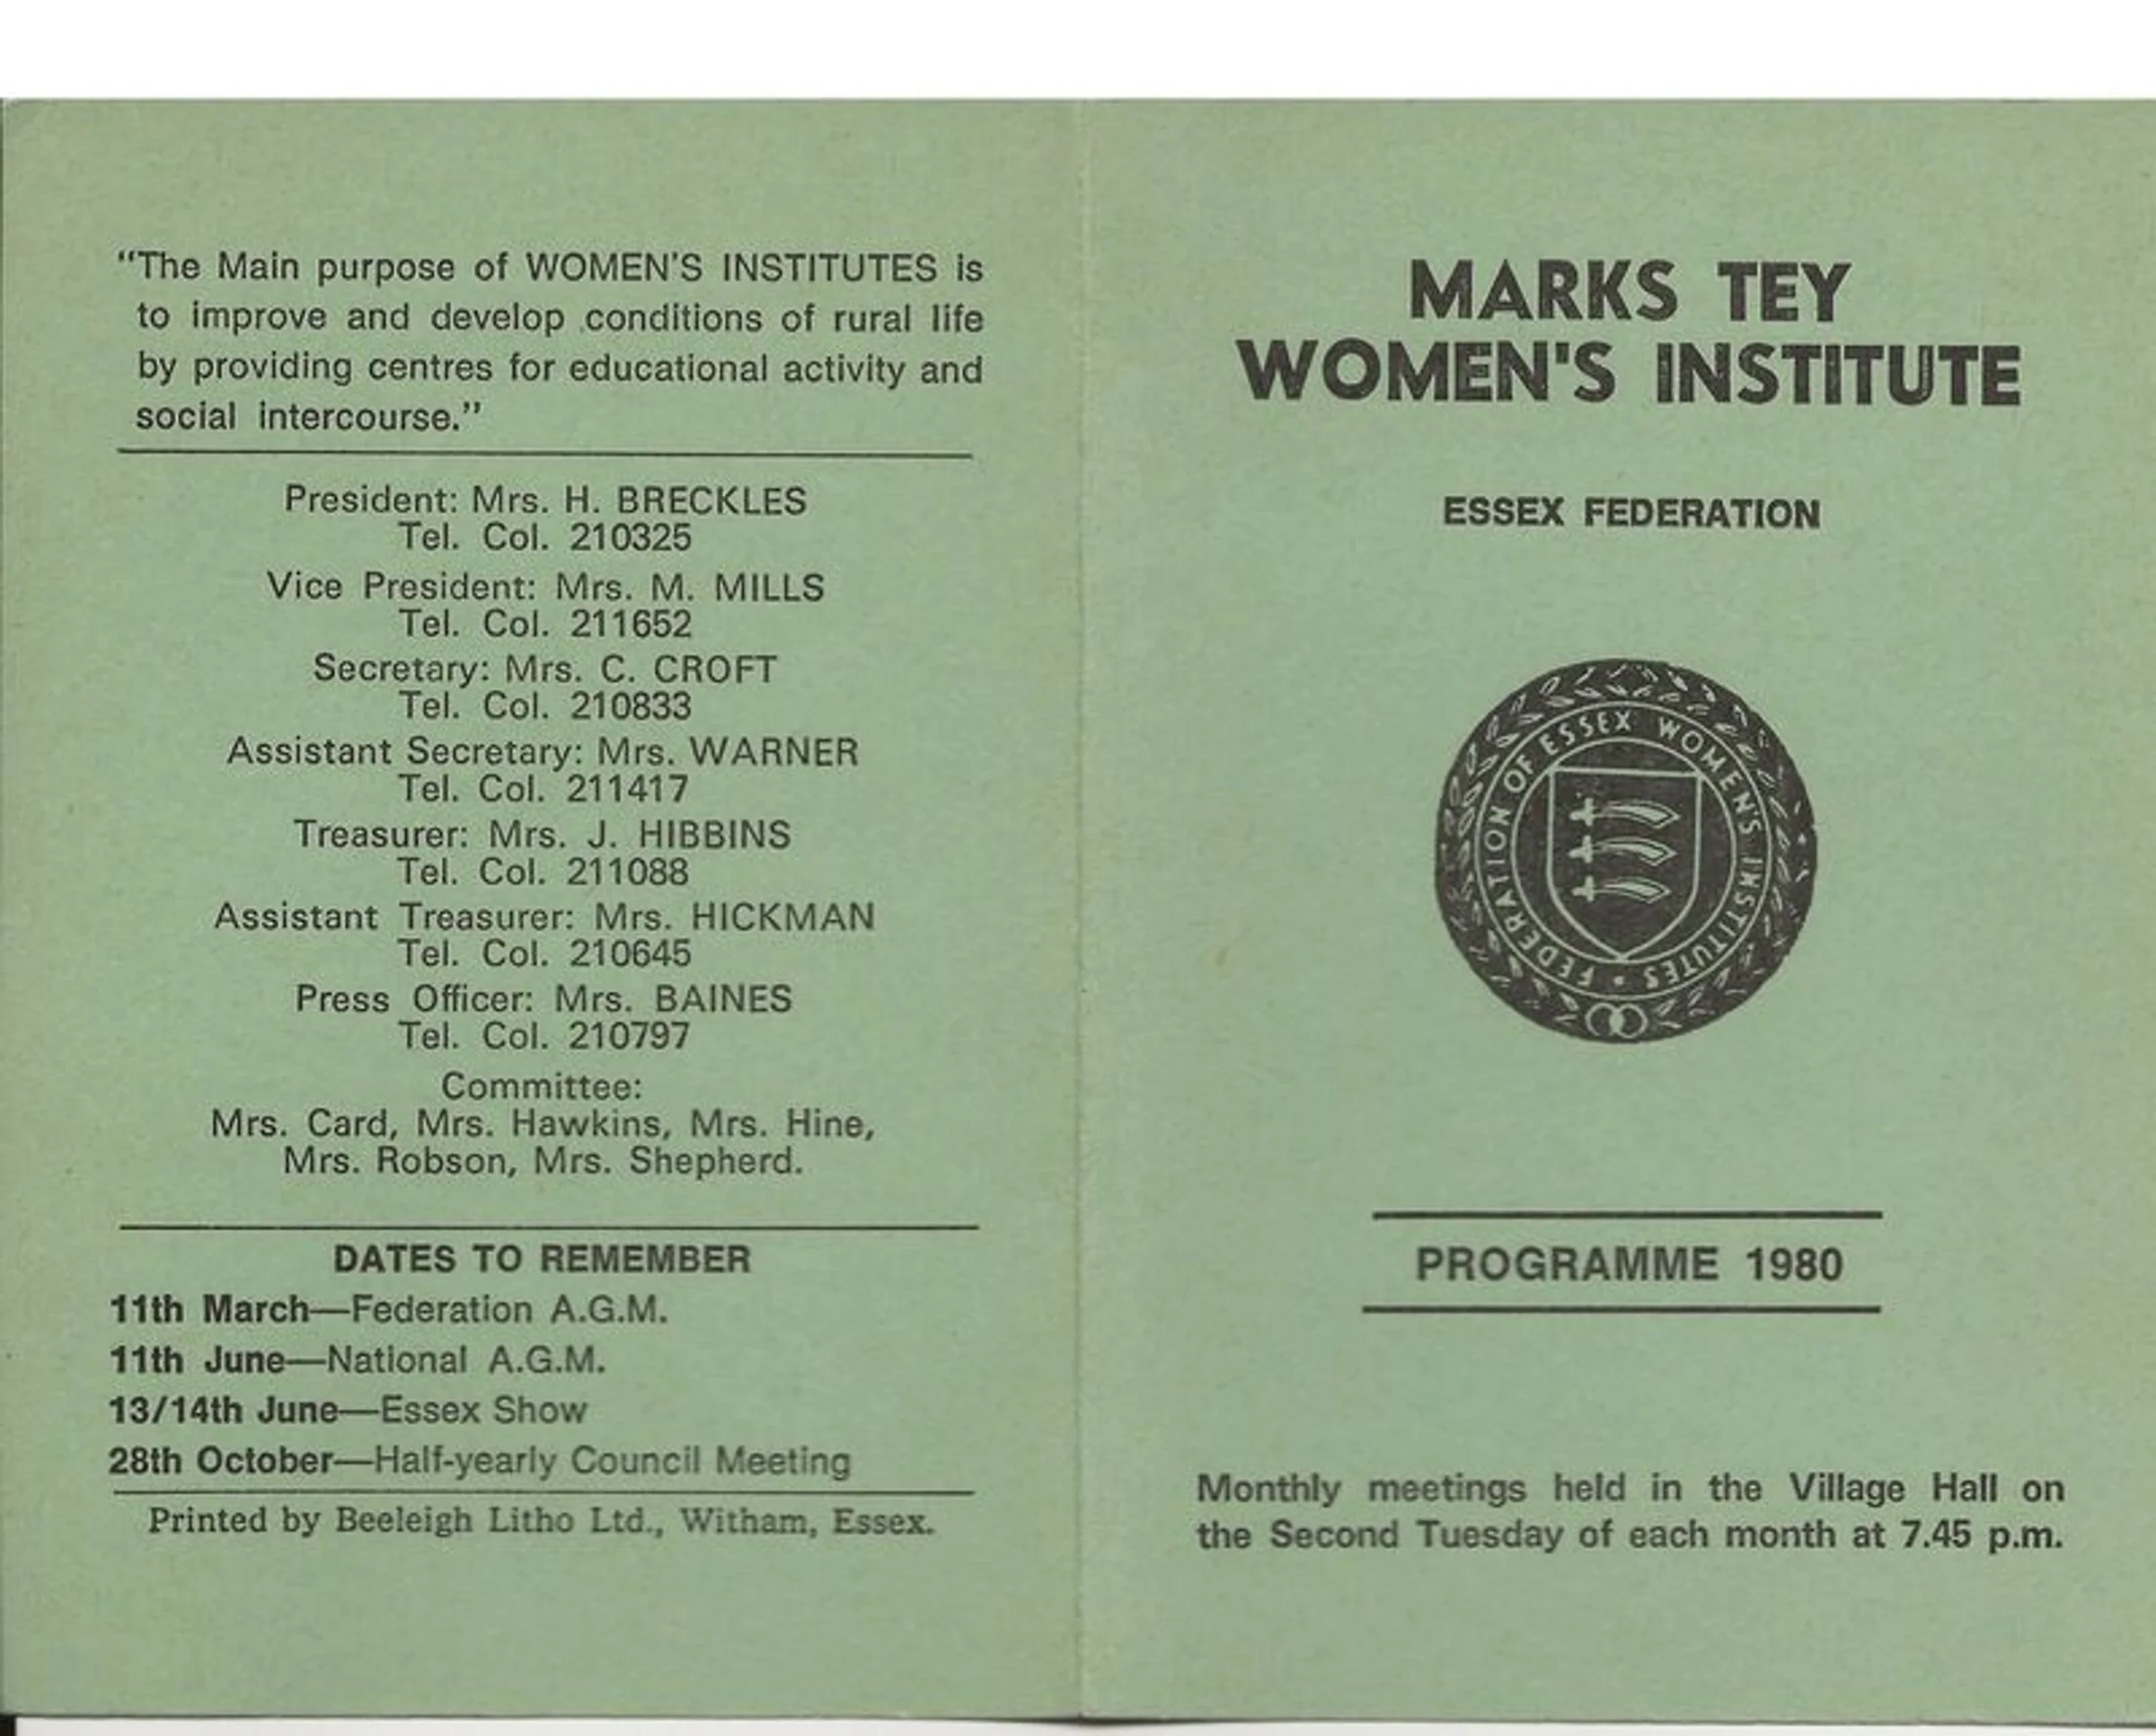 “The Main purpose of WOMEN'S INSTITUTES is
to improve and develop conditions of rural life
by providing centres for educational activity and
social intercourse.”
President: Mrs. H. BRECKLES
Tel. Col. 210325
Vice President: Mrs. M. MILLS
Tel. Col. 211652
Secretary: Mrs. C. CROFT
Tel. Col. 210833
Assistant Secretary: Mrs. WARNER
Tel. Col. 211417
Treasurer: Mrs. J. HIBBINS
Tel. Col. 211088
Assistant Treasurer: Mrs. HICKMAN
Tel. Col. 210645
Press Officer: Mrs. BAINES
Tel. Col. 210797
Committee:
Mrs. Card, Mrs. Hawkins, Mrs. Hine,
Mrs. Robson, Mrs. Shepherd.
DATES TO REMEMBER
11th March—Federation A.G.M.
11th June—National A.G.M.
13/14th June—Essex Show
28th October—Half-yearly Council Meeting
Printed by Beeleigh Litho Ltd., Witham, Essex.
MARKS TEY
WOMEN'S INSTITUTE
ESSEX FEDERATION
FEDERATION OF ESSEX WOMEN'S INSTITUTES •
PROGRAMME 1980
Monthly meetings held in the Village Hall on
the Second Tuesday of each month at 7.45 p.m.